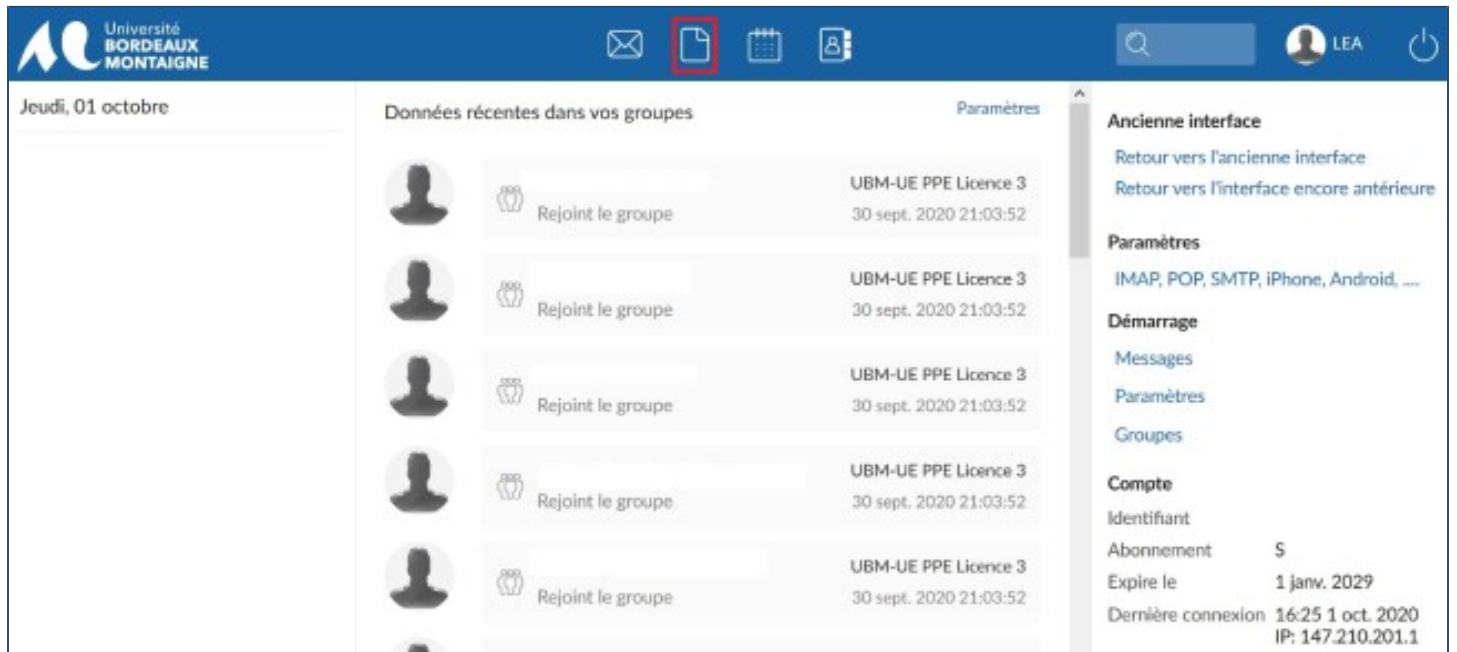 Université
BORDEAUX
MONTAIGNE
LEA
Jeudi, 01 octobre
Données récentes dans vos groupes
Paramètres
UBM-UE PPE Licence 3
Rejoint le groupe
30 sept. 2020 21:03:52
UBM-UE PPE Licence 3
Rejoint le groupe
30 sept. 2020 21:03:52
UBM-UE PPE Licence 3
Rejoint le groupe
30 sept. 2020 21:03:52
UBM-UE PPE Licence 3
Rejoint le groupe
30 sept. 2020 21:03:52
UBM-UE PPE Licence 3
Rejoint le groupe
30 sept. 2020 21:03:52
Ancienne interface
Retour vers l'ancienne interface
Retour vers l'interface encore antérieure
Paramètres
IMAP, POP, SMTP, iPhone, Android, ....
Démarrage
Messages
Paramètres
Groupes
Compte
Identifiant
Abonnement S
Expire le 1 janv. 2029
Dernière connexion 16:25 1 oct. 2020
IP: 147.210.201.1